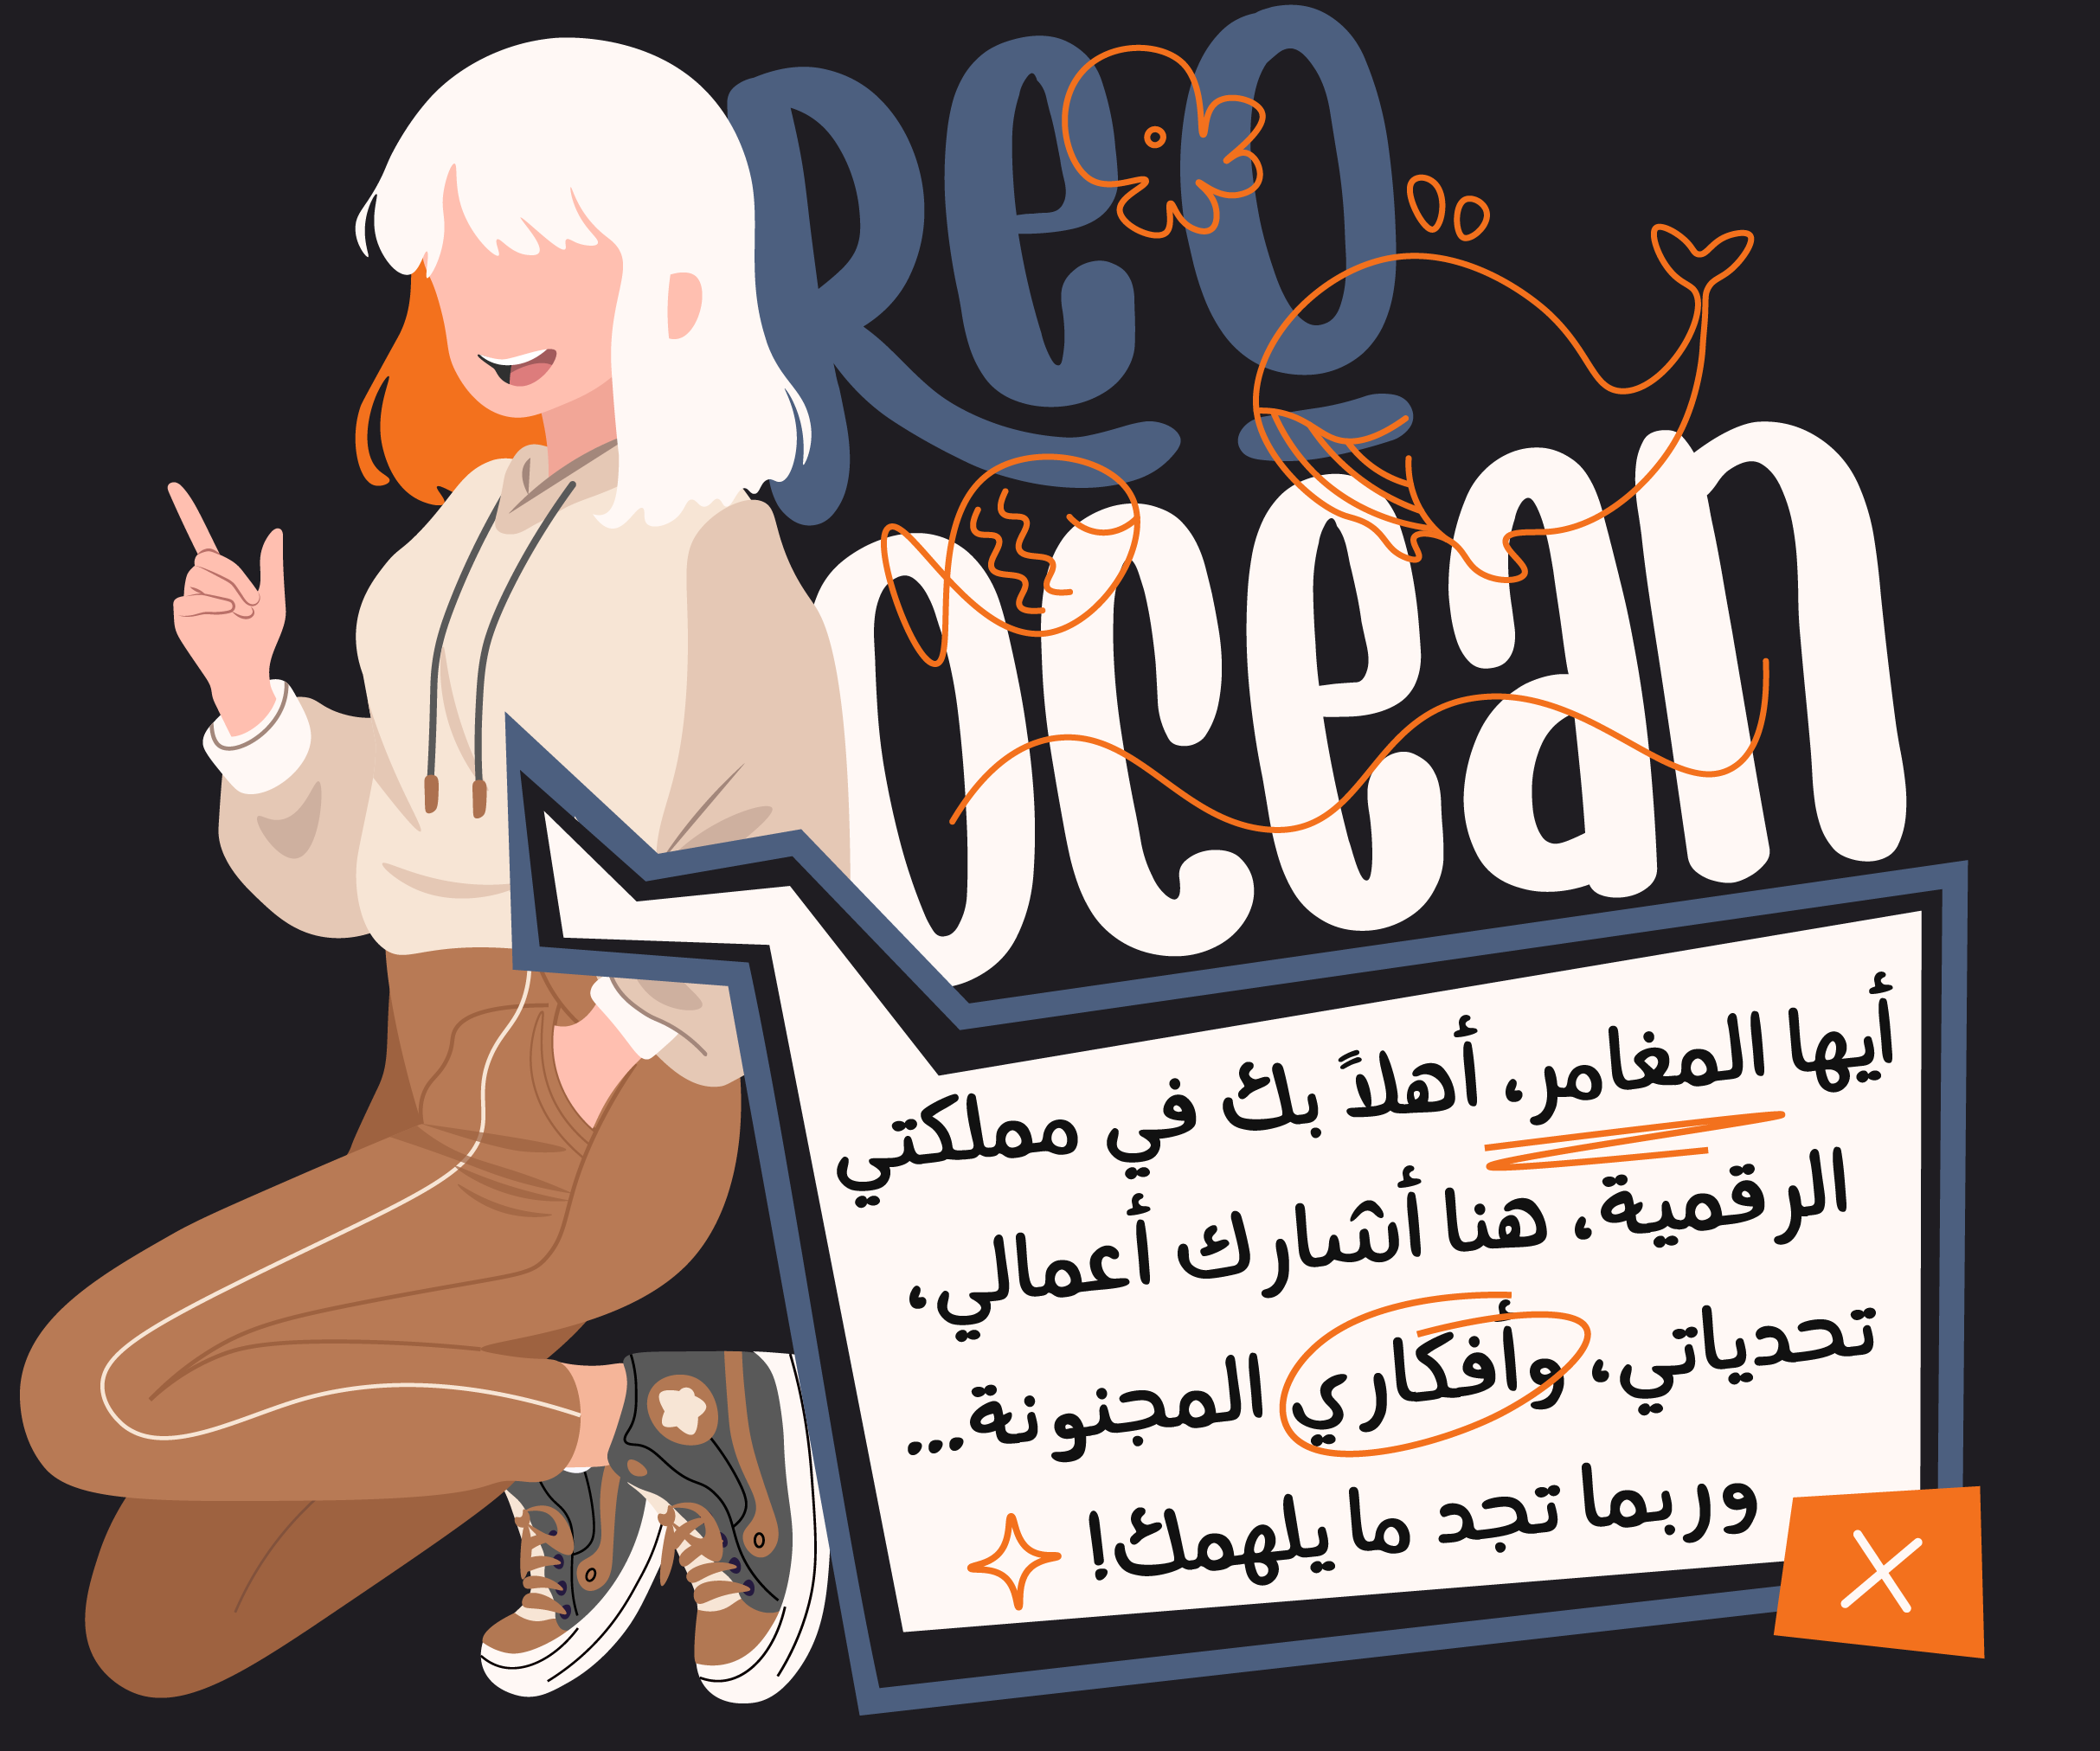 ReO
Ocean
أيها المغامر، أهلاً بك في مملكتي
الرقمية، هنا أشارك أعمالي،
تحدياتي، وأفكاري المجنونة...
وربما تجد ما يلهمك!